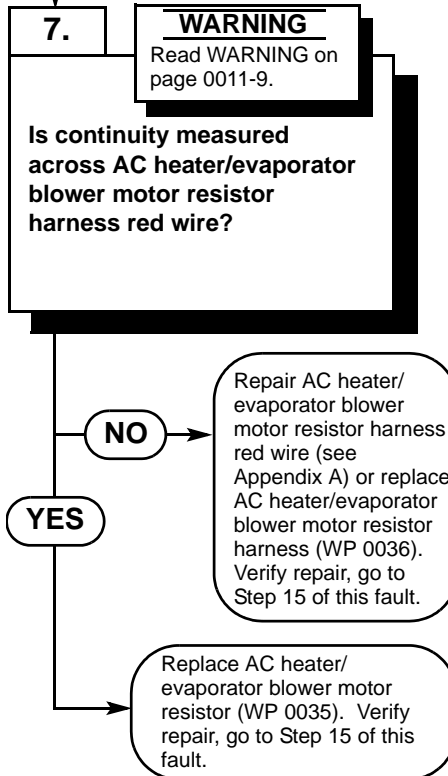 7.
WARNING
Read WARNING on
page 0011-9.
Is continuity measured
across AC heater/evaporator
blower motor resistor
harness red wire?
NO
Repair AC heater/
evaporator blower
motor resistor harness
red wire (see
Appendix A) or replace
AC heater/evaporator
blower motor resistor
harness (WP 0036).
Verify repair, go to
Step 15 of this fault.
YES
Replace AC heater/
evaporator blower motor
resistor (WP 0035).  Verify
repair, go to Step 15 of this
fault.